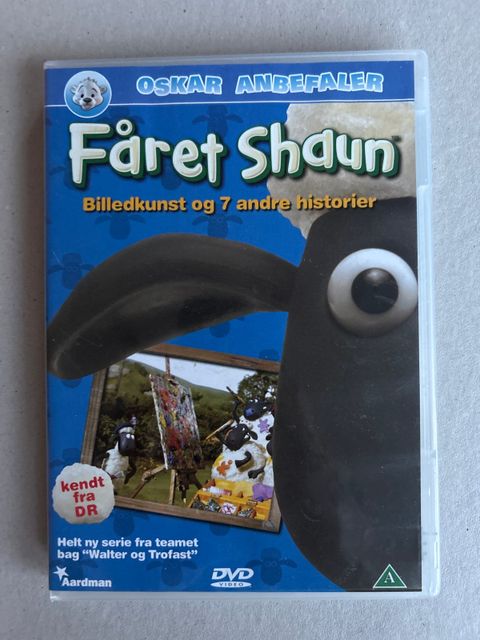 OSKAR ANBEFALER
Fåret Shaun™
Billedkunst og 7 andre historier
kendt
fra
DR
Helt ny serie fra teamet
bag "Walter og Trofast"
Aardman
DVD
VIDEO
A